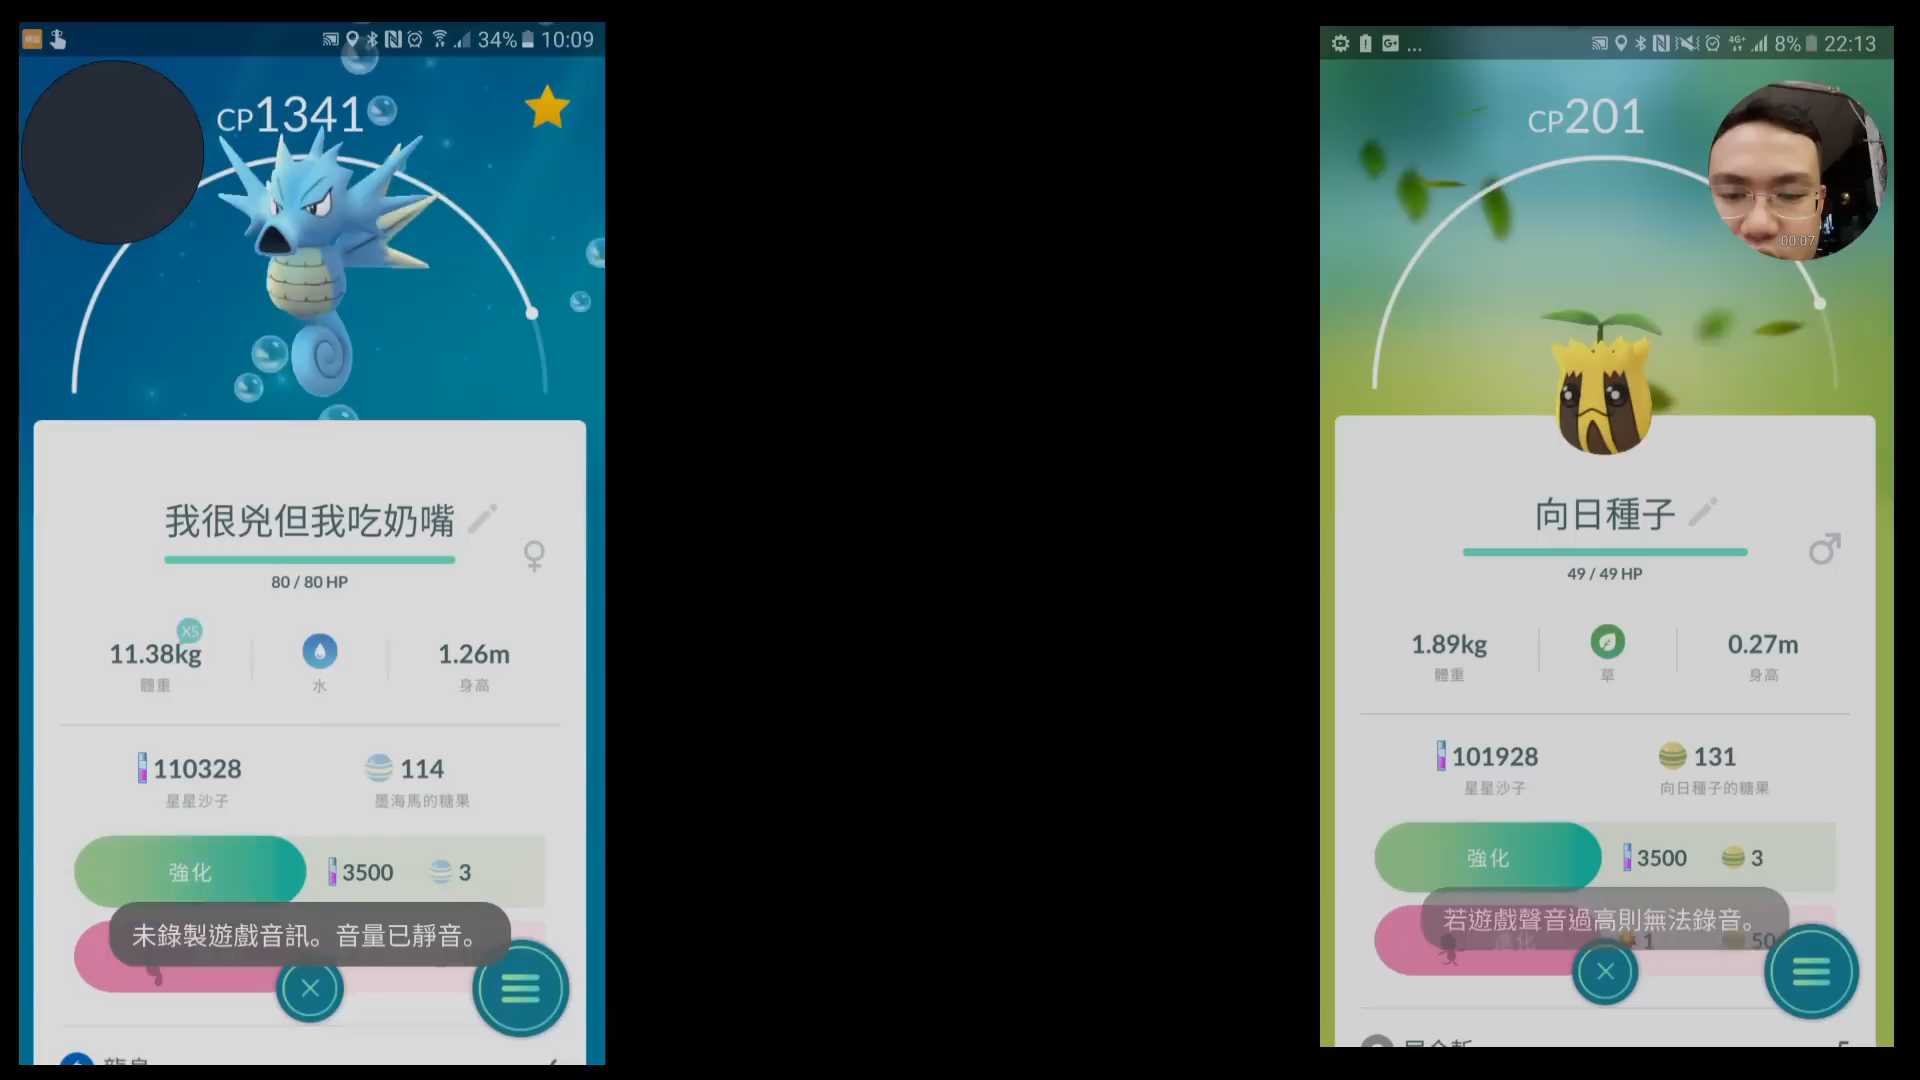 34% 10:09
CP1341
我很兇但我吃奶嘴
80 / 80 HP
XS
11.38kg
1.26m
體重
水
身高
110328
114
星星沙子
墨海馬的糖果
強化
3500
3
未錄製遊戲音訊。音量已靜音。
G+ ... 4G+ 8% 22:13
CP201
00:07
向日種子
49 / 49 HP
1.89kg
0.27m
體重
草
身高
101928
131
星星沙子
向日種子的糖果
強化
3500
3
若遊戲聲音過高則無法錄音。
進化
1
50